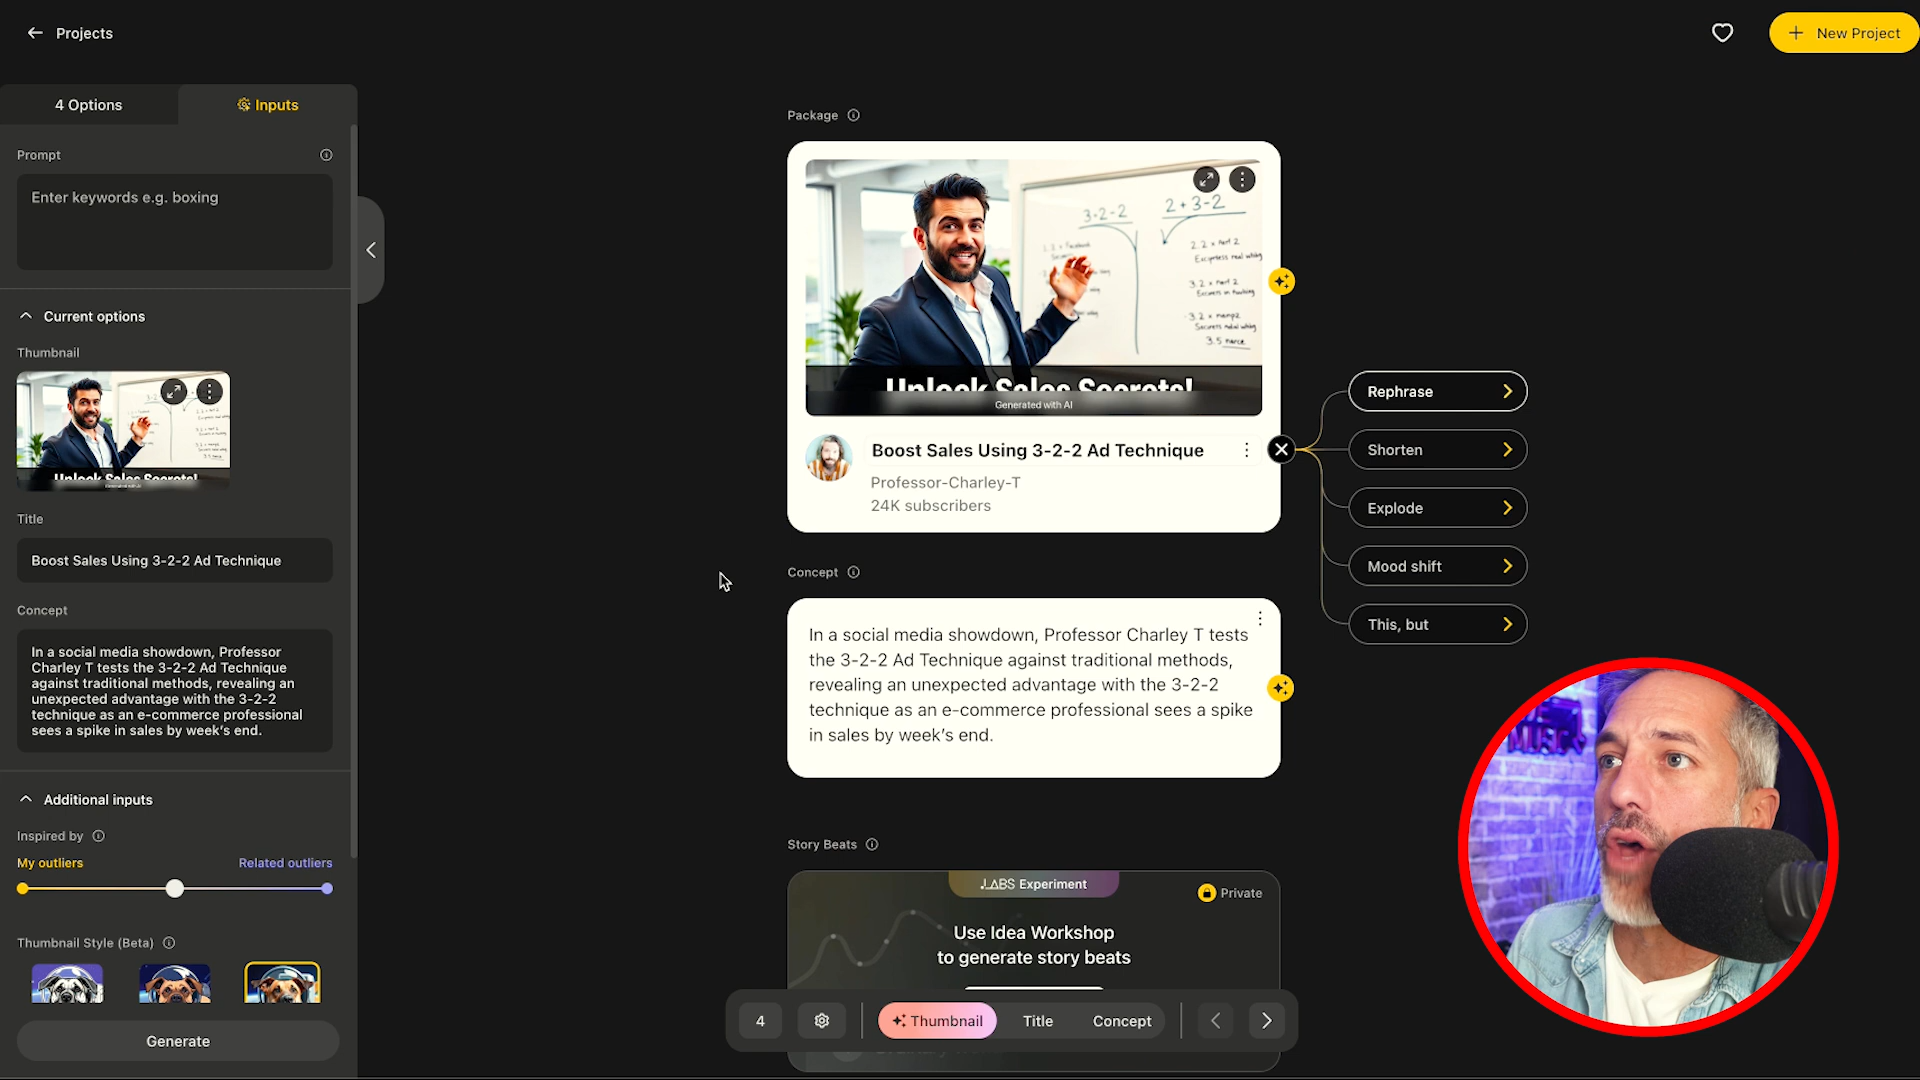 Projects
New Project
4 Options
Inputs
Prompt
Enter keywords e.g. boxing
Current options
Thumbnail
Unlock Sales Secrets!
Title
Boost Sales Using 3-2-2 Ad Technique
Concept
In a social media showdown, Professor
Charley T tests the 3-2-2 Ad Technique
against traditional methods, revealing an
unexpected advantage with the 3-2-2
technique as an e-commerce professional
sees a spike in sales by week's end.
Additional inputs
Inspired by
My outliers
Related outliers
Thumbnail Style (Beta)
Generate
Package
3-2-2
2+3-2
Unlock Sales Secrets!
Generated with AI
Boost Sales Using 3-2-2 Ad Technique
Professor-Charley-T
24K subscribers
Rephrase
Shorten
Explode
Mood shift
This, but
Concept
In a social media showdown, Professor Charley T tests
the 3-2-2 Ad Technique against traditional methods,
revealing an unexpected advantage with the 3-2-2
technique as an e-commerce professional sees a spike
in sales by week's end.
Story Beats
LABS Experiment
Private
Use Idea Workshop
to generate story beats
4
Thumbnail
Title
Concept